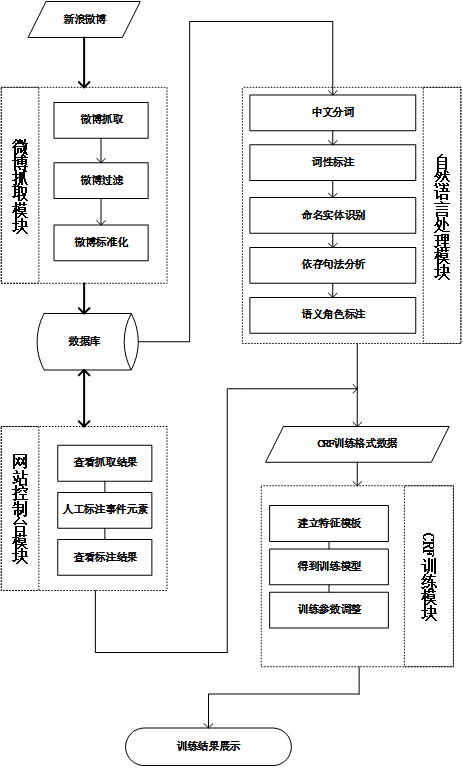 新浪微博
微博抓取模块
微博抓取
微博过滤
微博标准化
数据库
网站控制台模块
查看抓取结果
人工标注事件元素
查看标注结果
自然语言处理模块
中文分词
词性标注
命名实体识别
依存句法分析
语义角色标注
CRF训练格式数据
CRF训练模块
建立特征模板
得到训练模型
训练参数调整
训练结果展示